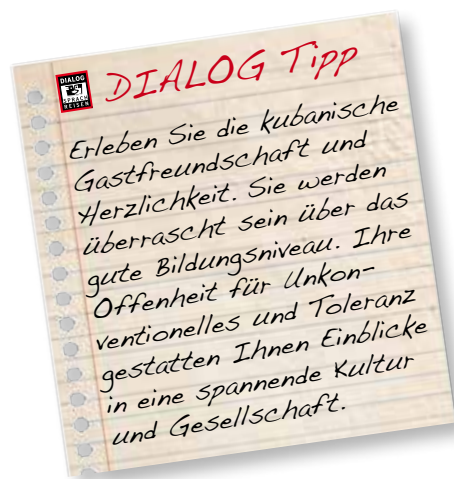 DIALOG
SPRACH
REISEN
DIALOG Tipp
Erleben Sie die kubanische
Gastfreundschaft und
Herzlichkeit. Sie werden
überrascht sein über das
gute Bildungsniveau. Ihre
Offenheit für Unkon-
ventionelles und Toleranz
gestatten Ihnen Einblicke
in eine spannende Kultur
und Gesellschaft.